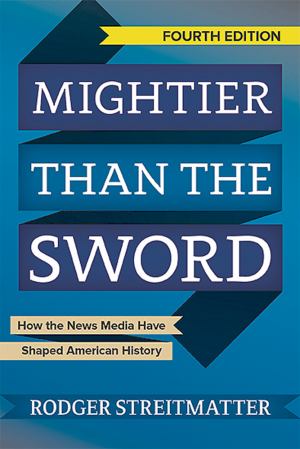 FOURTH EDITION
MIGHTIER
THAN THE
SWORD
How the News Media Have
Shaped American History
RODGER STREITMATTER